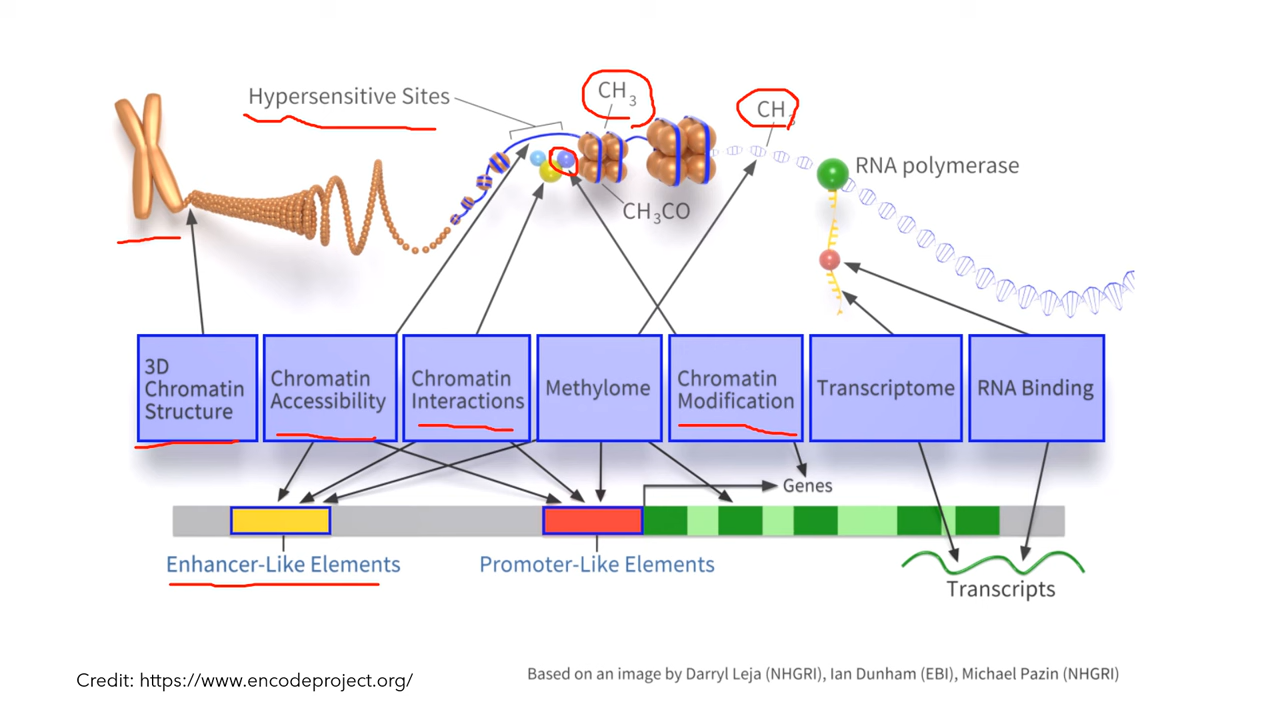 Hypersensitive Sites
CH3
CH3
RNA polymerase
CH3CO
3D
Chromatin
Structure
Chromatin
Accessibility
Chromatin
Interactions
Methylome
Chromatin
Modification
Transcriptome
RNA Binding
Genes
Enhancer-Like Elements
Promoter-Like Elements
Transcripts
Credit: https://www.encodeproject.org/
Based on an image by Darryl Leja (NHGRI), Ian Dunham (EBI), Michael Pazin (NHGRI)